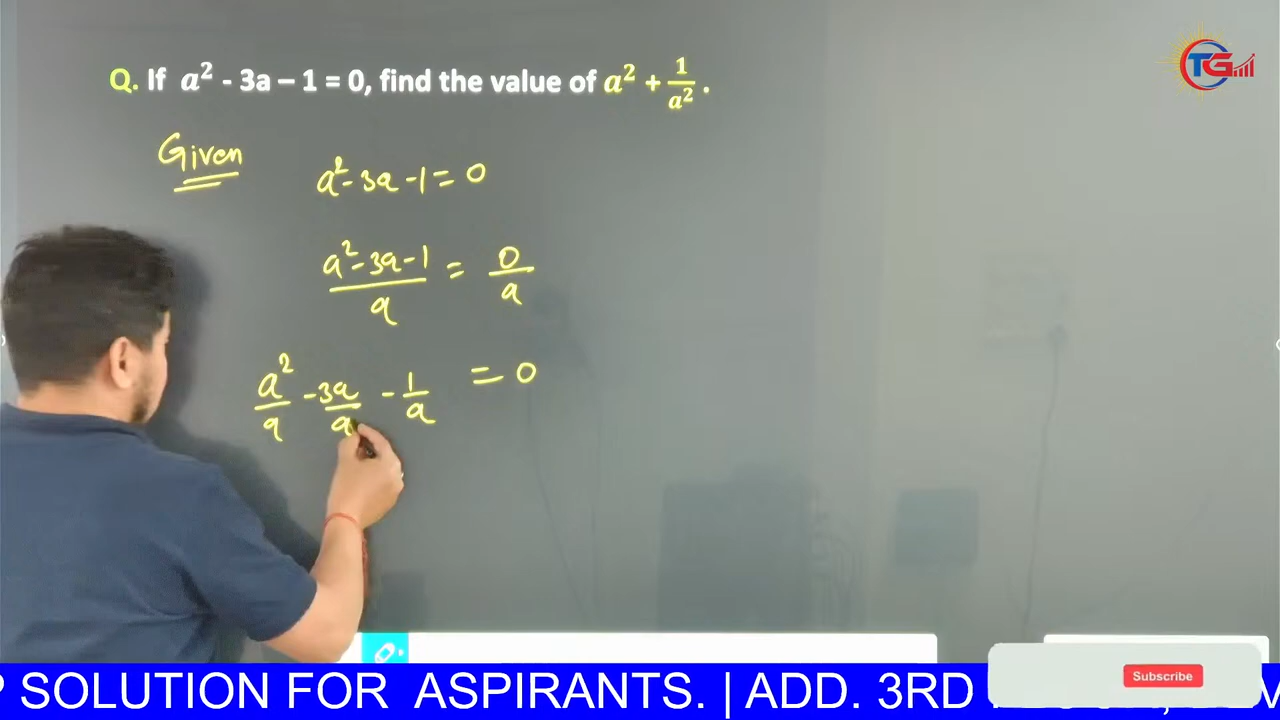 TG
Q. If a² - 3a – 1 = 0, find the value of a² + 1/a² .
Given
a² - 3a - 1 = 0
a² - 3a - 1 / a = 0 / a
a²/a - 3a/a - 1/a = 0
P SOLUTION FOR ASPIRANTS. | ADD. 3RD
Subscribe